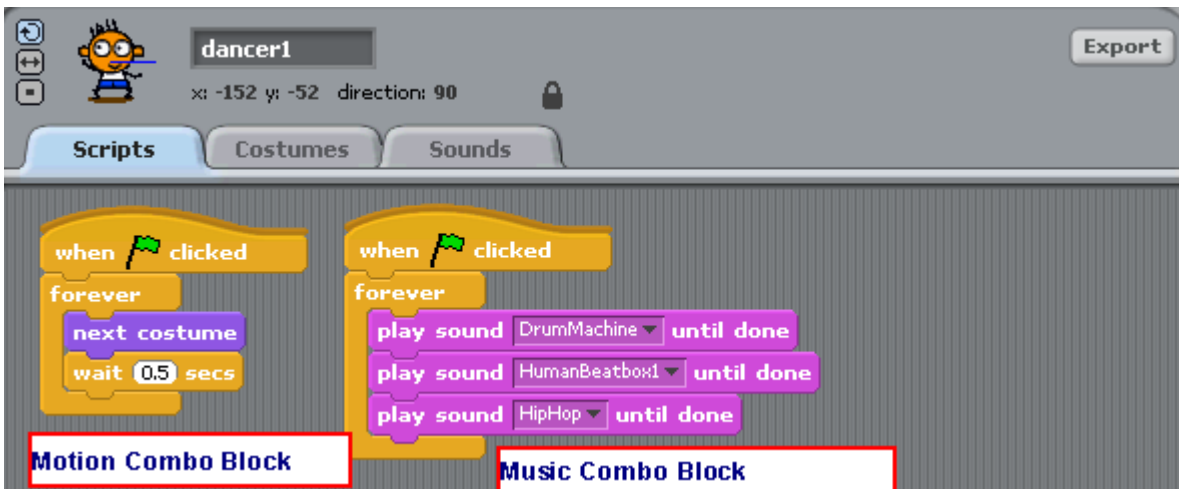 dancer1
Export
x: -152 y: -52 direction: 90
Scripts
Costumes
Sounds
when clicked
forever
next costume
wait 0.5 secs
Motion Combo Block
when clicked
forever
play sound DrumMachine until done
play sound HumanBeatbox1 until done
play sound HipHop until done
Music Combo Block